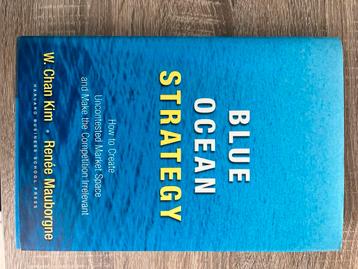 BLUE
OCEAN
STRATEGY
How to Create
Uncontested Market Space
and Make the Competition Irrelevant
W. Chan Kim • Renée Mauborgne
HARVARD BUSINESS SCHOOL PRESS